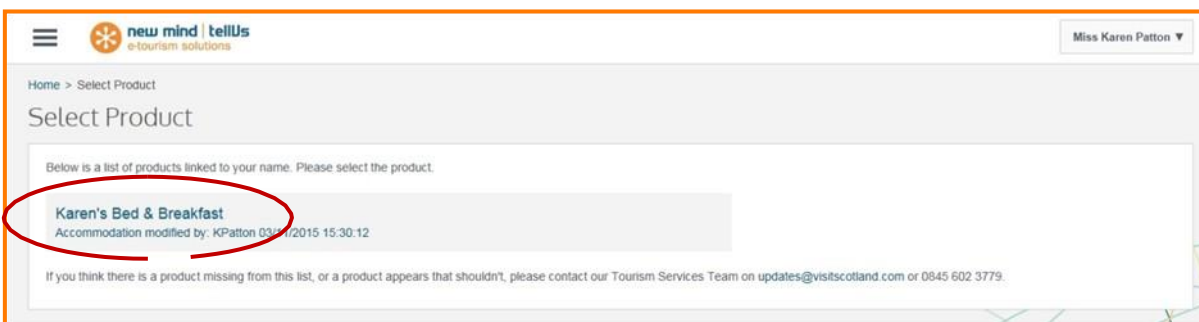 new mind | tellUs
e-tourism solutions
Miss Karen Patton ▼
Home > Select Product
Select Product
Below is a list of products linked to your name. Please select the product.
Karen's Bed & Breakfast
Accommodation modified by: KPatton 03/11/2015 15:30:12
If you think there is a product missing from this list, or a product appears that shouldn't, please contact our Tourism Services Team on updates@visitscotland.com or 0845 602 3779.